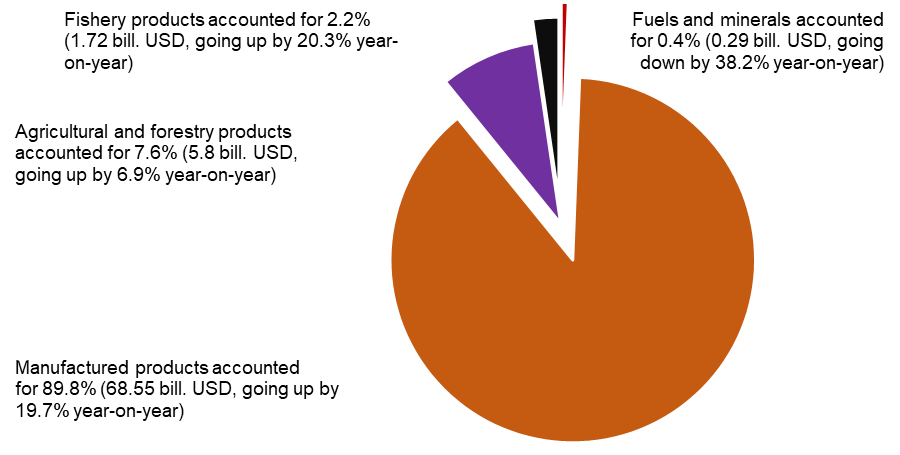 Fishery products accounted for 2.2%
(1.72 bill. USD, going up by 20.3% year-
on-year)
Fuels and minerals accounted
for 0.4% (0.29 bill. USD, going
down by 38.2% year-on-year)
Agricultural and forestry products
accounted for 7.6% (5.8 bill. USD,
going up by 6.9% year-on-year)
Manufactured products accounted
for 89.8% (68.55 bill. USD, going up by
19.7% year-on-year)